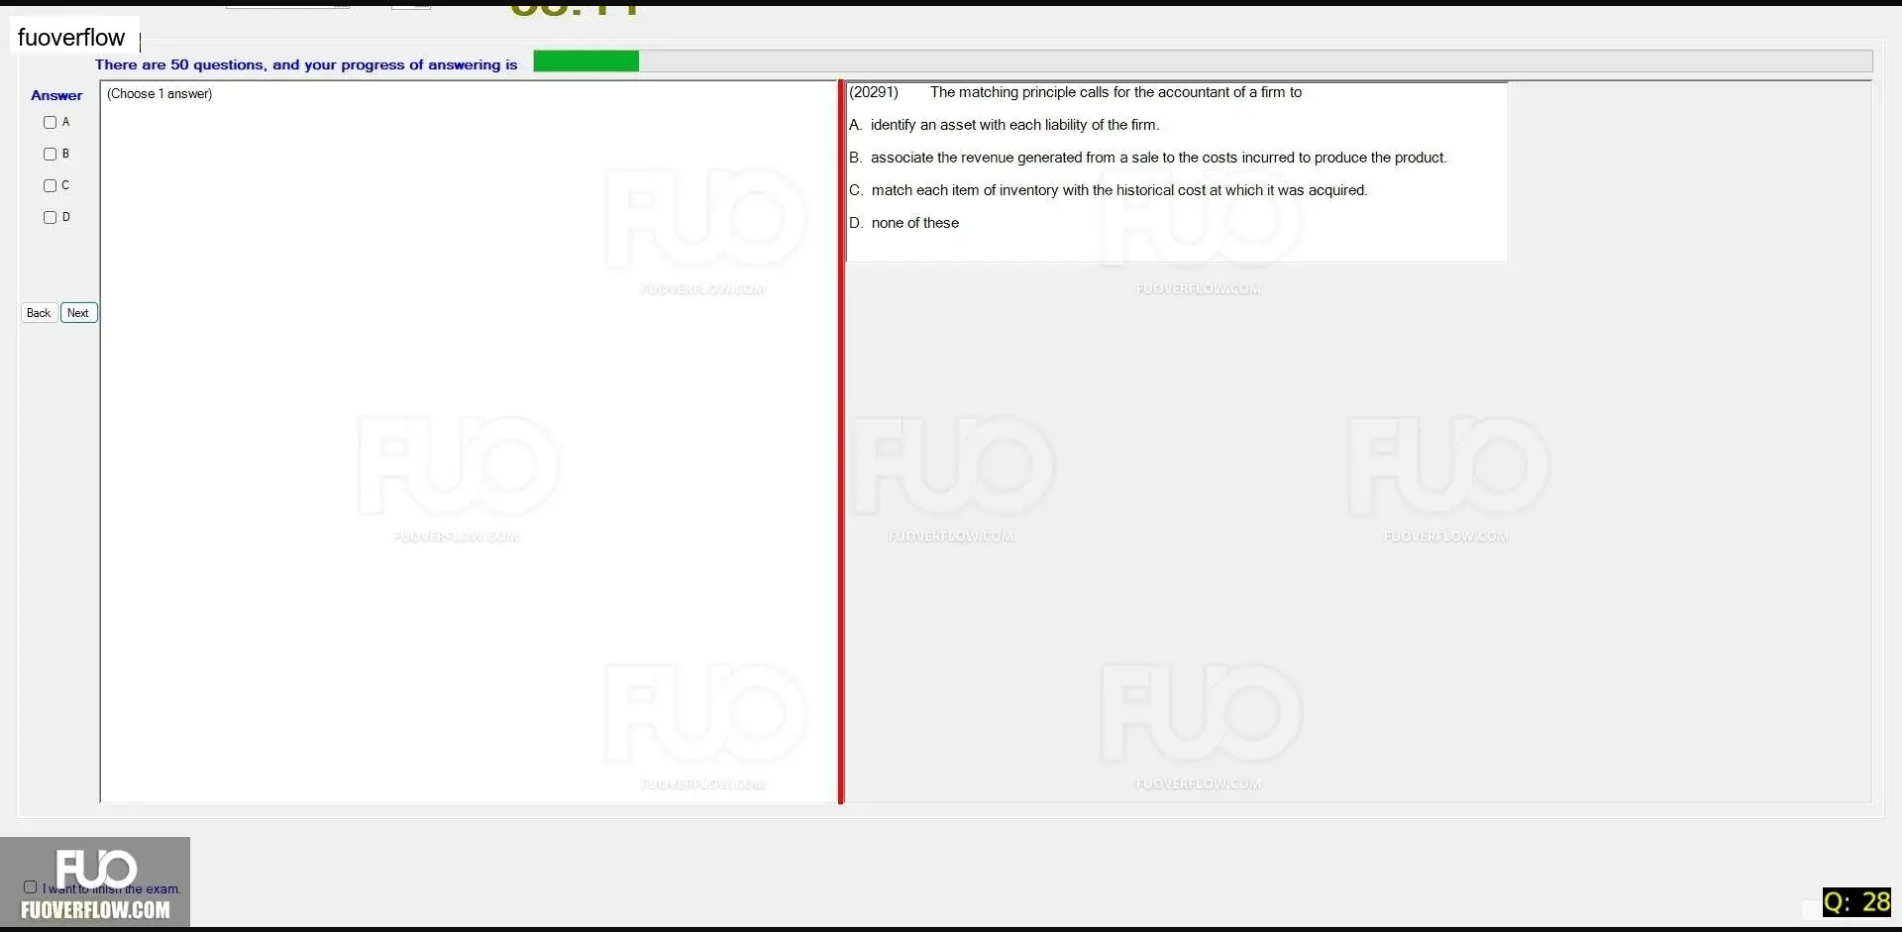 fuoverflow
There are 50 questions, and your progress of answering is
Answer
(Choose 1 answer)
A
B
C
D
Back Next
(20291) The matching principle calls for the accountant of a firm to
A. identify an asset with each liability of the firm.
B. associate the revenue generated from a sale to the costs incurred to produce the product.
C. match each item of inventory with the historical cost at which it was acquired.
D. none of these
FUO
FUOVERFLOW.COM
FUO
FUOVERFLOW.COM
FUO
FUOVERFLOW.COM
FUO
FUOVERFLOW.COM
FUO
FUOVERFLOW.COM
FUO
FUOVERFLOW.COM
FUO
FUOVERFLOW.COM
FUO
I want to finish the exam.
FUOVERFLOW.COM
Q: 28